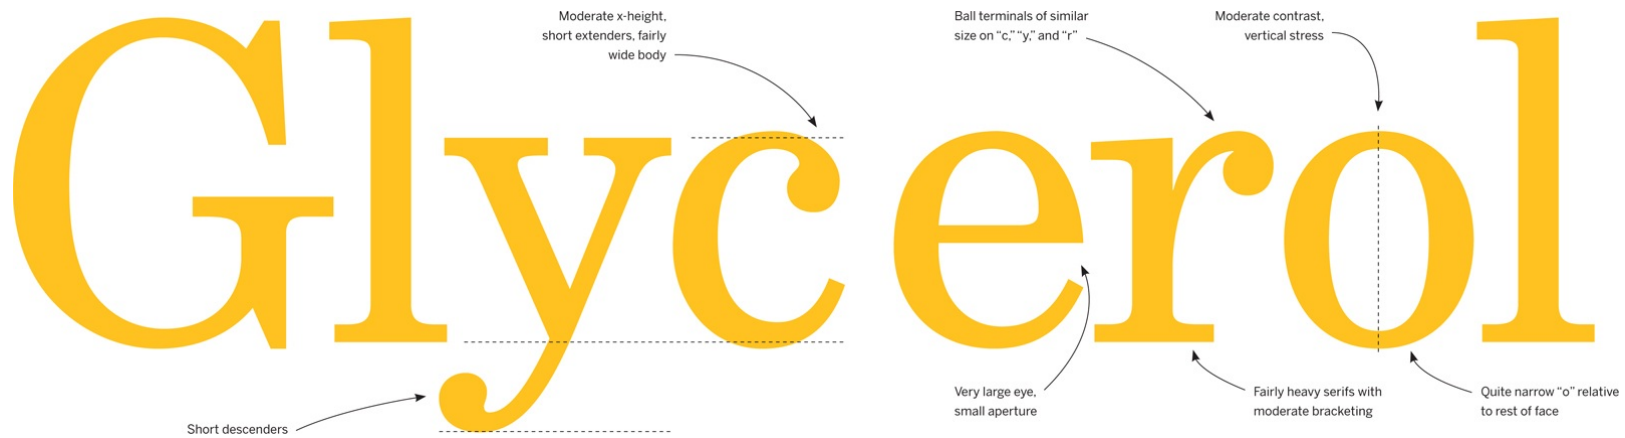 Glycerol
Moderate x-height,
short extenders, fairly
wide body
Ball terminals of similar
size on “c,” “y,” and “r”
Moderate contrast,
vertical stress
Short descenders
Very large eye,
small aperture
Fairly heavy serifs with
moderate bracketing
Quite narrow “o” relative
to rest of face